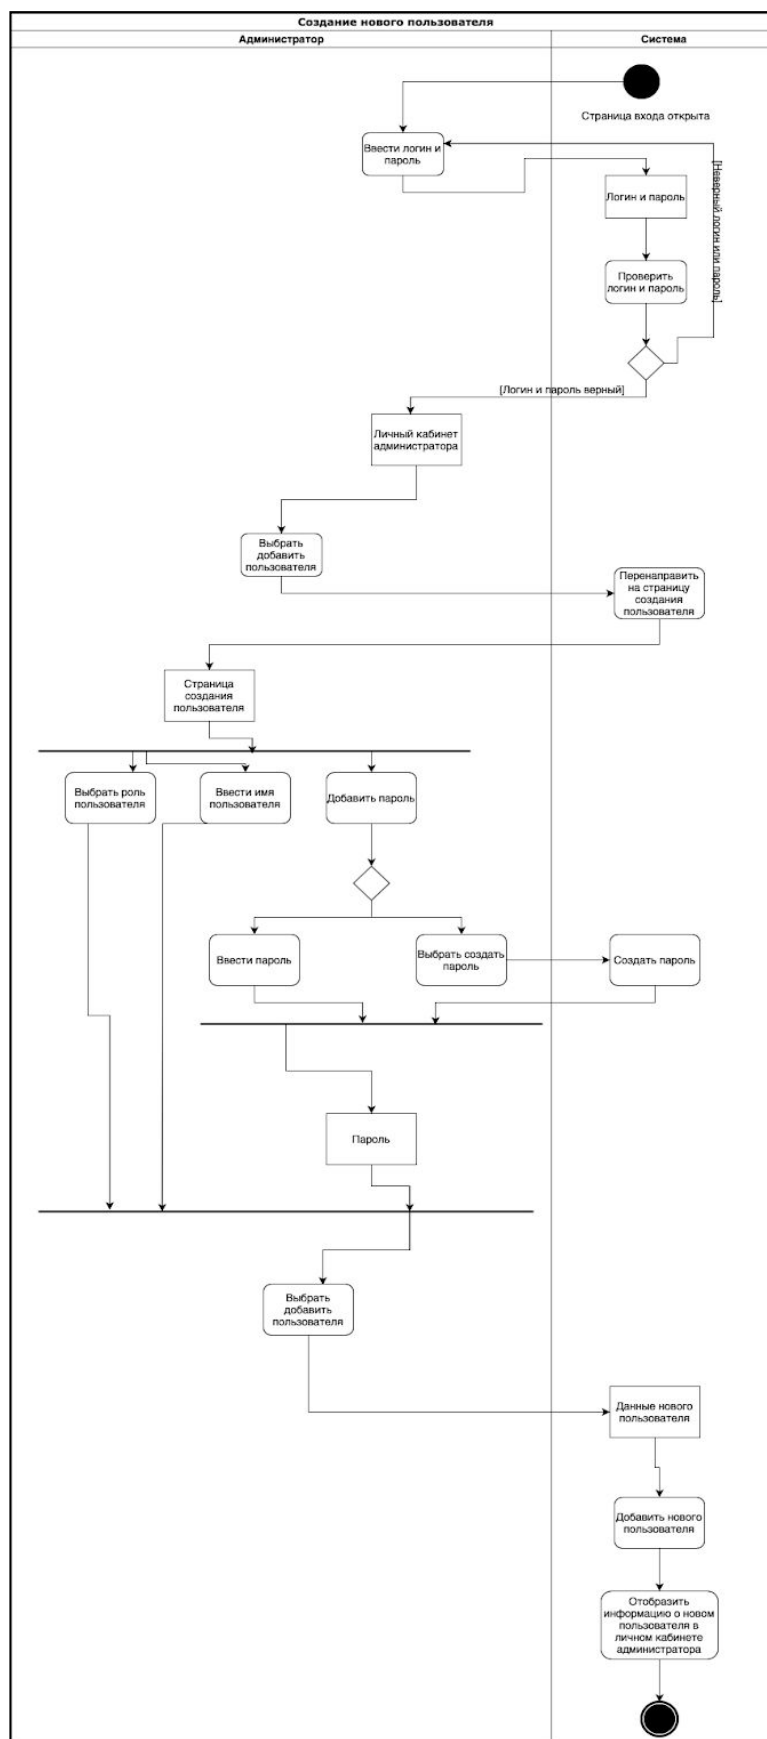 Создание нового пользователя
Администратор
Система
Страница входа открыта
Ввести логин и
пароль
[Неверный логин или пароль]
Логин и пароль
Проверить
логин и пароль
[Логин и пароль верный]
Личный кабинет
администратора
Выбрать
добавить
пользователя
Перенаправить
на страницу
создания
пользователя
Страница
создания
пользователя
Выбрать роль
пользователя
Ввести имя
пользователя
Добавить пароль
Ввести пароль
Выбрать создать
пароль
Создать пароль
Пароль
Выбрать
добавить
пользователя
Данные нового
пользователя
Добавить нового
пользователя
Отобразить
информацию о новом
пользователя в
личном кабинете
администратора